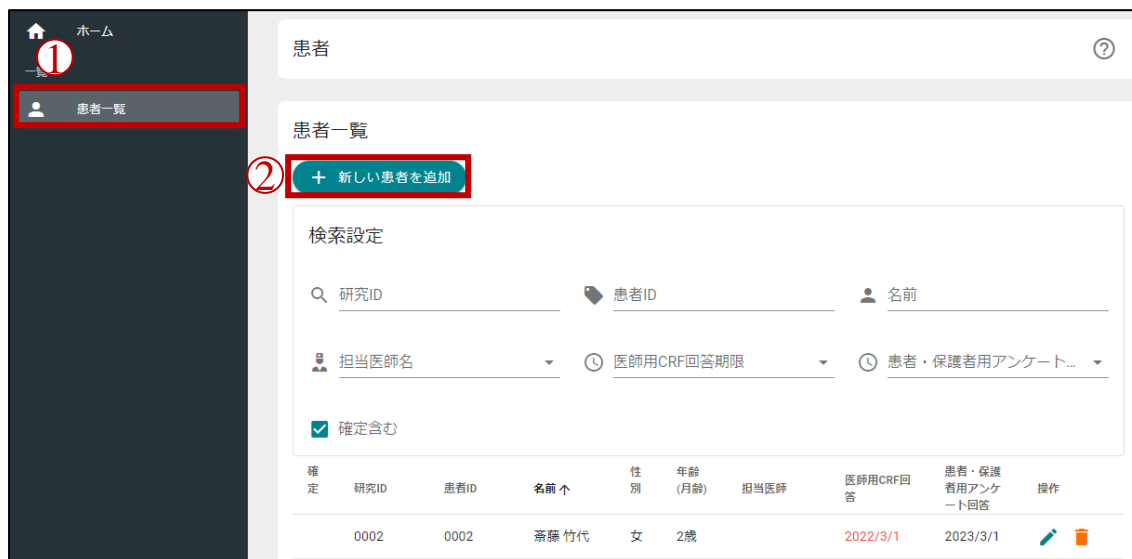 ホーム
①
一覧
患者一覧
患者
患者一覧
②
新しい患者を追加
検索設定
研究ID
患者ID
名前
担当医師名
医師用CRF回答期限
患者・保護者用アンケート...
確定含む
確
定
研究ID
患者ID
名前
性
別
年齢
(月齢)
担当医師
医師用CRF回
答
患者・保護
者用アンケ
ート回答
操作
0002
0002
斎藤 竹代
女
2歳
2022/3/1
2023/3/1